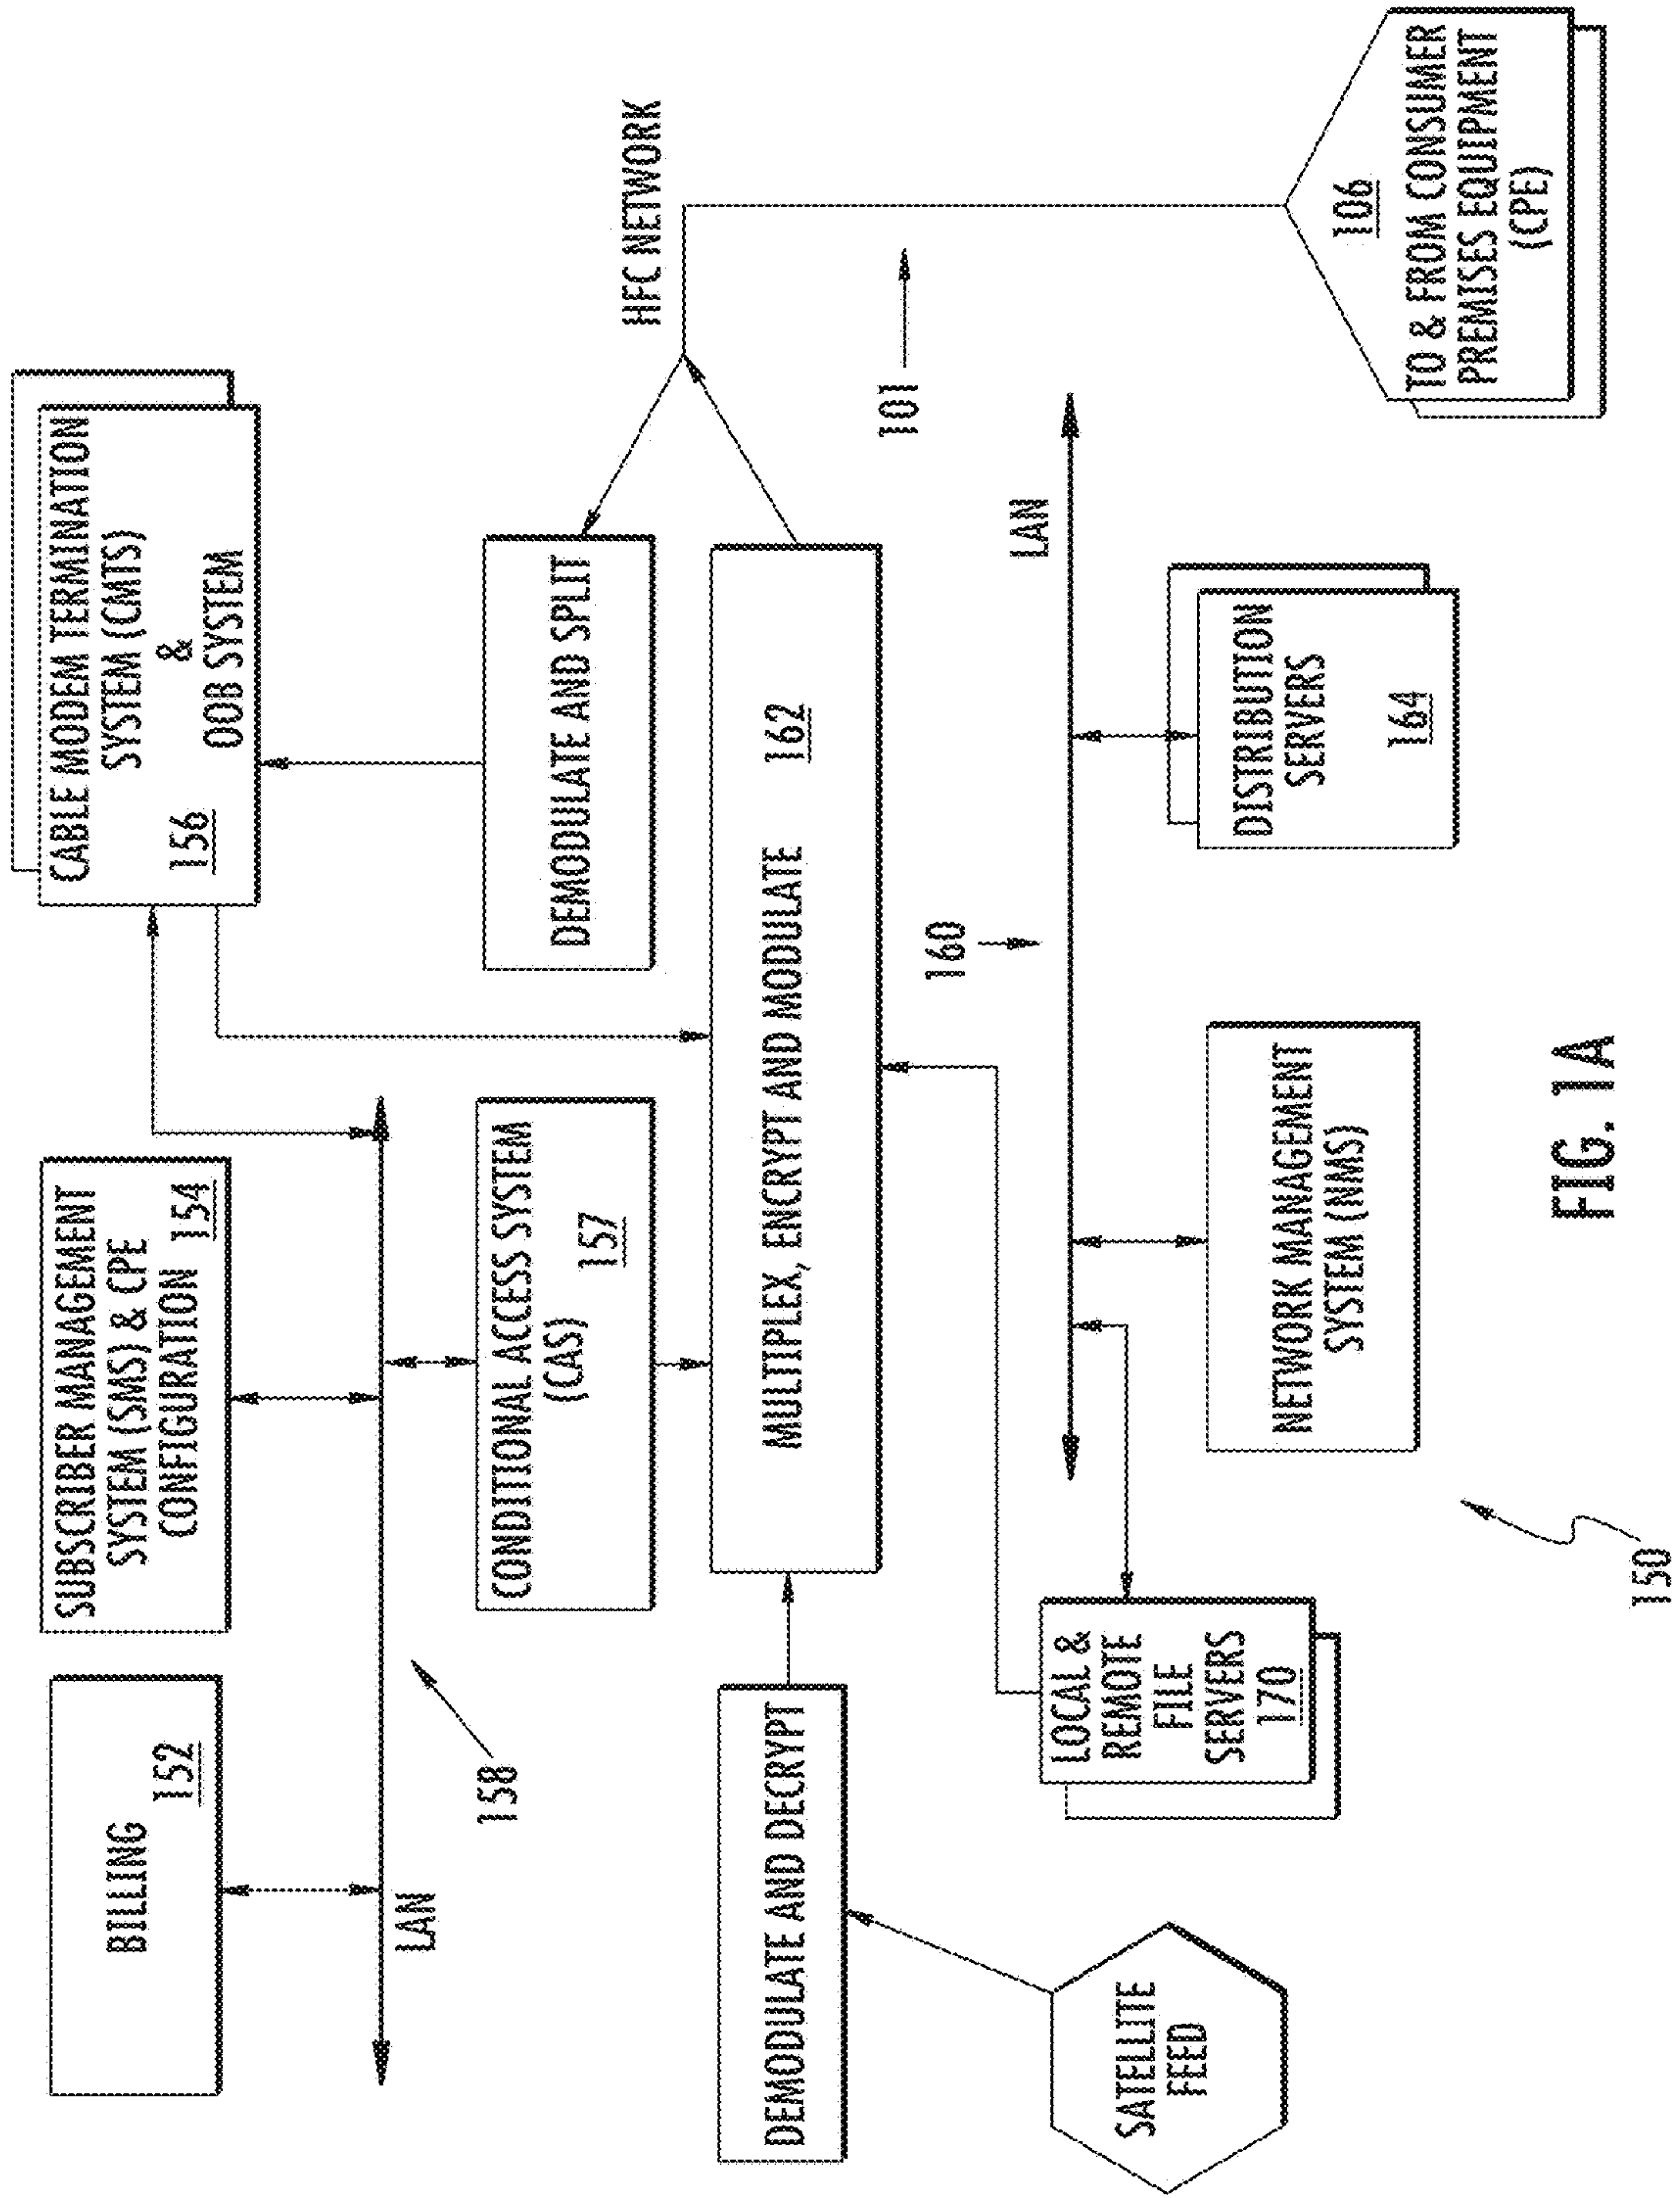 BILLING
152
SUBSCRIBER MANAGEMENT
SYSTEM (SMS) & CPE
CONFIGURATION 154
CABLE MODEM TERMINATION
SYSTEM (CMTS)
&
OOB SYSTEM
156
LAN
158
CONDITIONAL ACCESS SYSTEM
(CAS)
157
DEMODULATE AND SPLIT
HFC NETWORK
DEMODULATE AND DECRYPT
MULTIPLEX, ENCRYPT AND MODULATE 162
101
160
LAN
SATELLITE
FEED
LOCAL &
REMOTE
FILE
SERVERS
170
NETWORK MANAGEMENT
SYSTEM (NMS)
DISTRIBUTION
SERVERS
164
106
TO & FROM CONSUMER
PREMISES EQUIPMENT
(CPE)
150
FIG. 1A